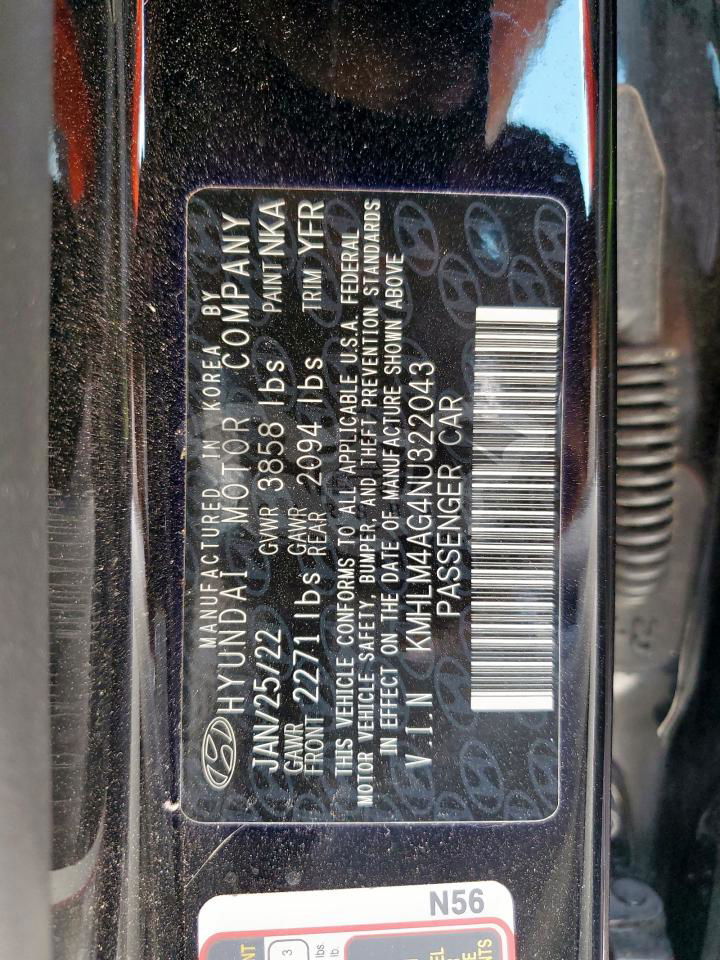 MANUFACTURED IN KOREA BY
HYUNDAI MOTOR COMPANY
JAN/25/22 GVWR 3858 lbs PAINT NKA
GAWR FRONT 2271 lbs GAWR REAR 2094 lbs TRIM YFR
THIS VEHICLE CONFORMS TO ALL APPLICABLE U.S.A. FEDERAL
MOTOR VEHICLE SAFETY, BUMPER, AND THEFT PREVENTION STANDARDS
IN EFFECT ON THE DATE OF MANUFACTURE SHOWN ABOVE
V.I.N KMHLM4AG4NU322043
PASSENGER CAR
N56
3
lbs.